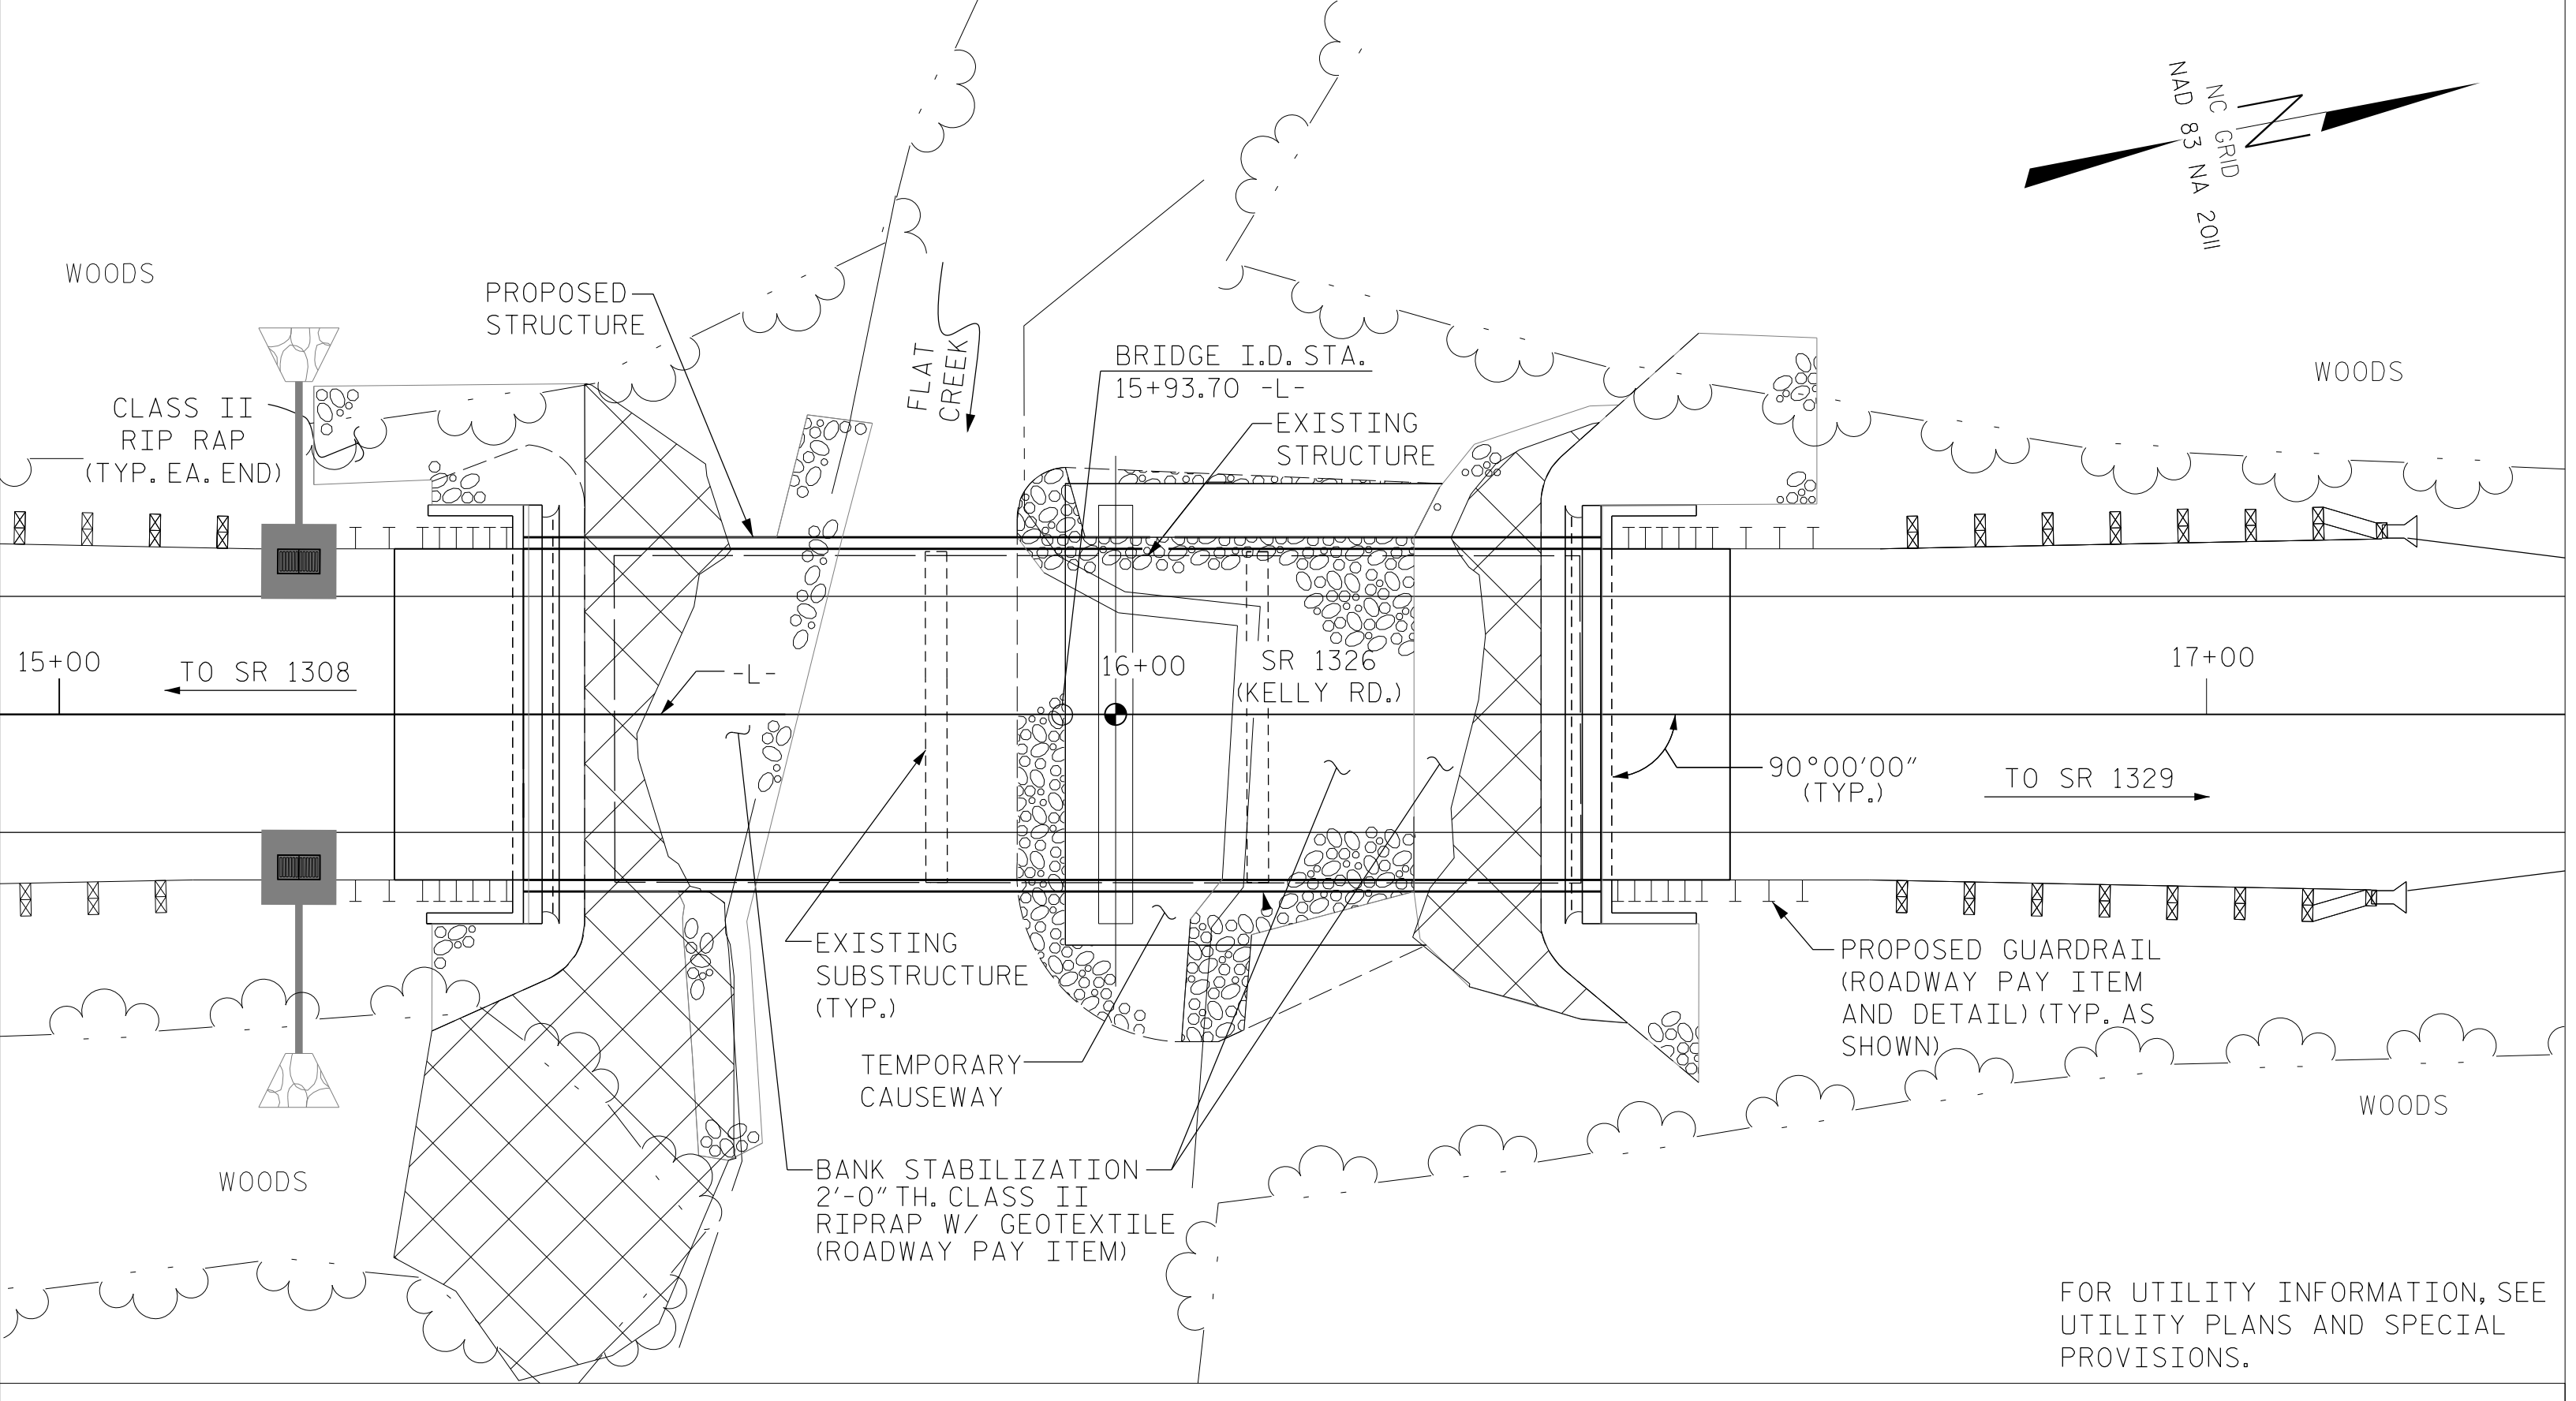 NC GRID
NAD 83 NA 2011
WOODS
PROPOSED
STRUCTURE
FLAT
CREEK
BRIDGE I.D. STA.
15+93.70 -L-
WOODS
CLASS II
RIP RAP
(TYP. EA. END)
EXISTING
STRUCTURE
15+00
TO SR 1308
-L-
16+00
SR 1326
(KELLY RD.)
17+00
90°00'00"
(TYP.)
TO SR 1329
EXISTING
SUBSTRUCTURE
(TYP.)
PROPOSED GUARDRAIL
(ROADWAY PAY ITEM
AND DETAIL) (TYP. AS
SHOWN)
TEMPORARY
CAUSEWAY
WOODS
WOODS
BANK STABILIZATION
2'-0" TH. CLASS II
RIPRAP W/ GEOTEXTILE
(ROADWAY PAY ITEM)
FOR UTILITY INFORMATION, SEE
UTILITY PLANS AND SPECIAL
PROVISIONS.